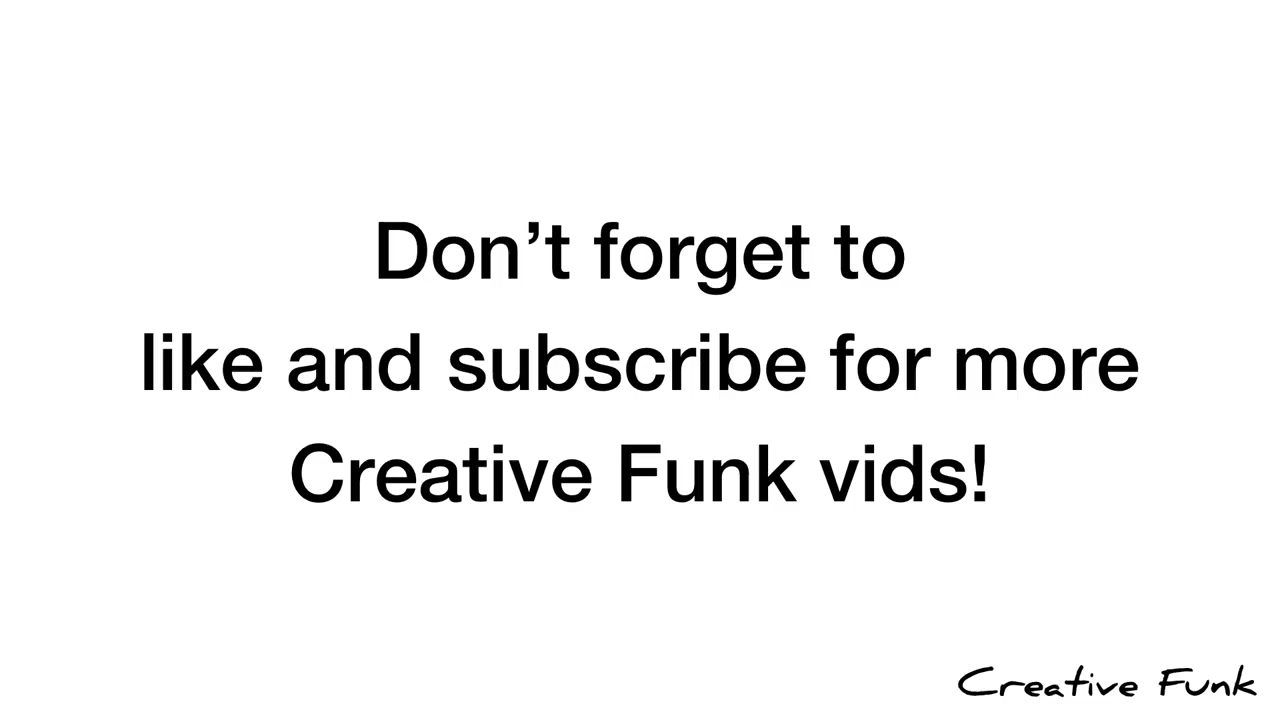 Don’t forget to
like and subscribe for more
Creative Funk vids!
Creative Funk